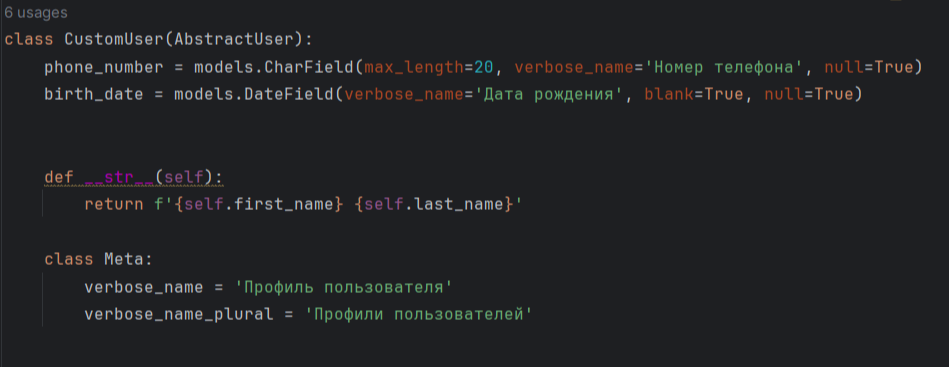 6 usages
class CustomUser(AbstractUser):
    phone_number = models.CharField(max_length=20, verbose_name='Номер телефона', null=True)
    birth_date = models.DateField(verbose_name='Дата рождения', blank=True, null=True)
    def __str__(self):
        return f'{self.first_name} {self.last_name}'
    class Meta:
        verbose_name = 'Профиль пользователя'
        verbose_name_plural = 'Профили пользователей'